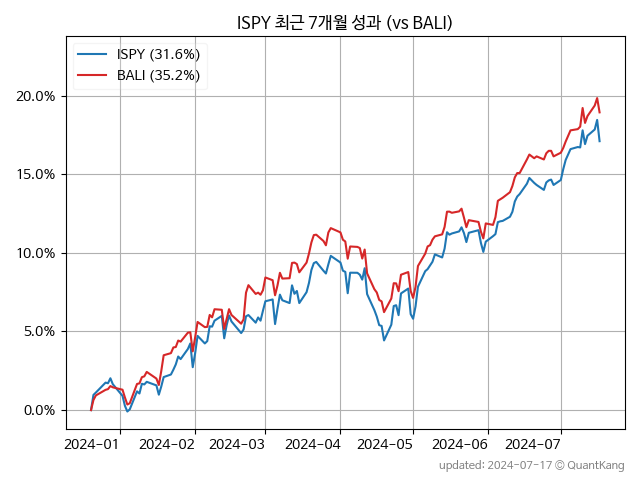 ISPY 최근 7개월 성과 (vs BALI)
ISPY (31.6%)
BALI (35.2%)
20.0%
15.0%
10.0%
5.0%
0.0%
2024-01 2024-02 2024-03 2024-04 2024-05 2024-06 2024-07
updated: 2024-07-17 © QuantKang